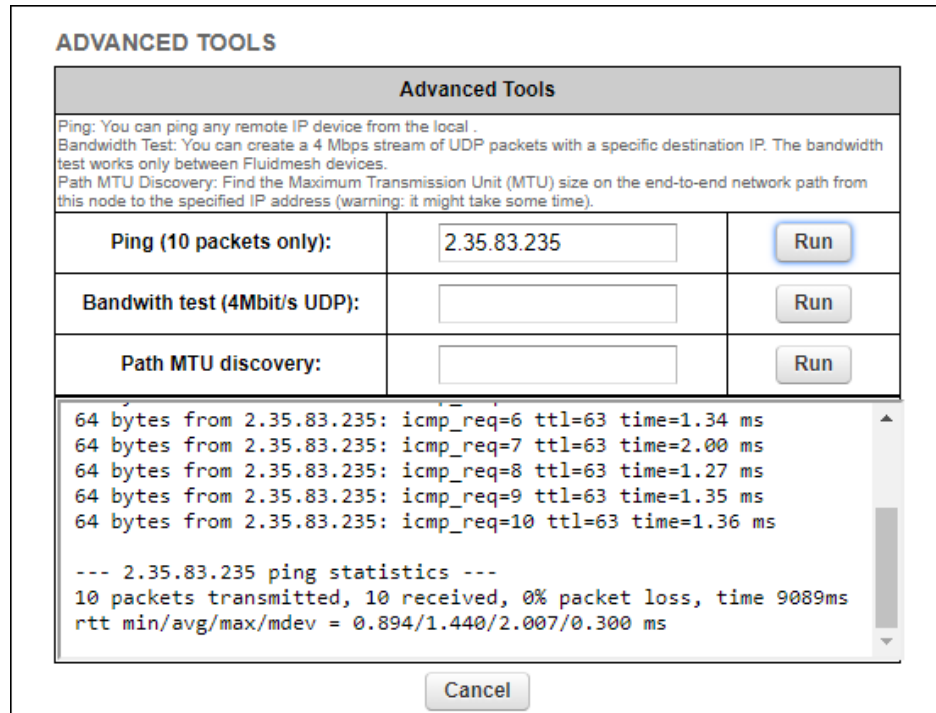 ADVANCED TOOLS
Advanced Tools
Ping: You can ping any remote IP device from the local .
Bandwidth Test: You can create a 4 Mbps stream of UDP packets with a specific destination IP. The bandwidth
test works only between Fluidmesh devices.
Path MTU Discovery: Find the Maximum Transmission Unit (MTU) size on the end-to-end network path from
this node to the specified IP address (warning: it might take some time).
Ping (10 packets only): 2.35.83.235 Run
Bandwith test (4Mbit/s UDP): Run
Path MTU discovery: Run
64 bytes from 2.35.83.235: icmp_req=6 ttl=63 time=1.34 ms
64 bytes from 2.35.83.235: icmp_req=7 ttl=63 time=2.00 ms
64 bytes from 2.35.83.235: icmp_req=8 ttl=63 time=1.27 ms
64 bytes from 2.35.83.235: icmp_req=9 ttl=63 time=1.35 ms
64 bytes from 2.35.83.235: icmp_req=10 ttl=63 time=1.36 ms
--- 2.35.83.235 ping statistics ---
10 packets transmitted, 10 received, 0% packet loss, time 9089ms
rtt min/avg/max/mdev = 0.894/1.440/2.007/0.300 ms
Cancel